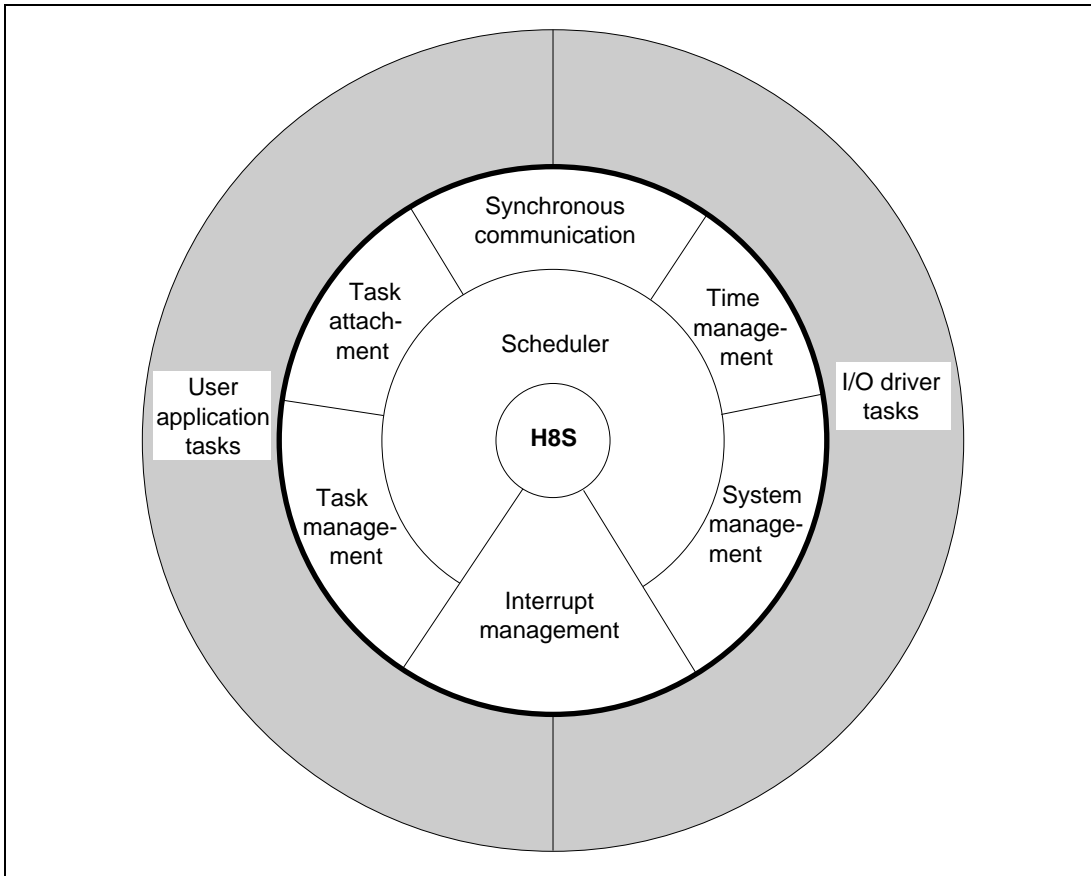 Synchronous
communication
Task
attach-
ment
Time
manage-
ment
Scheduler
User
application
tasks
I/O driver
tasks
H8S
Task
manage-
ment
System
manage-
ment
Interrupt
management